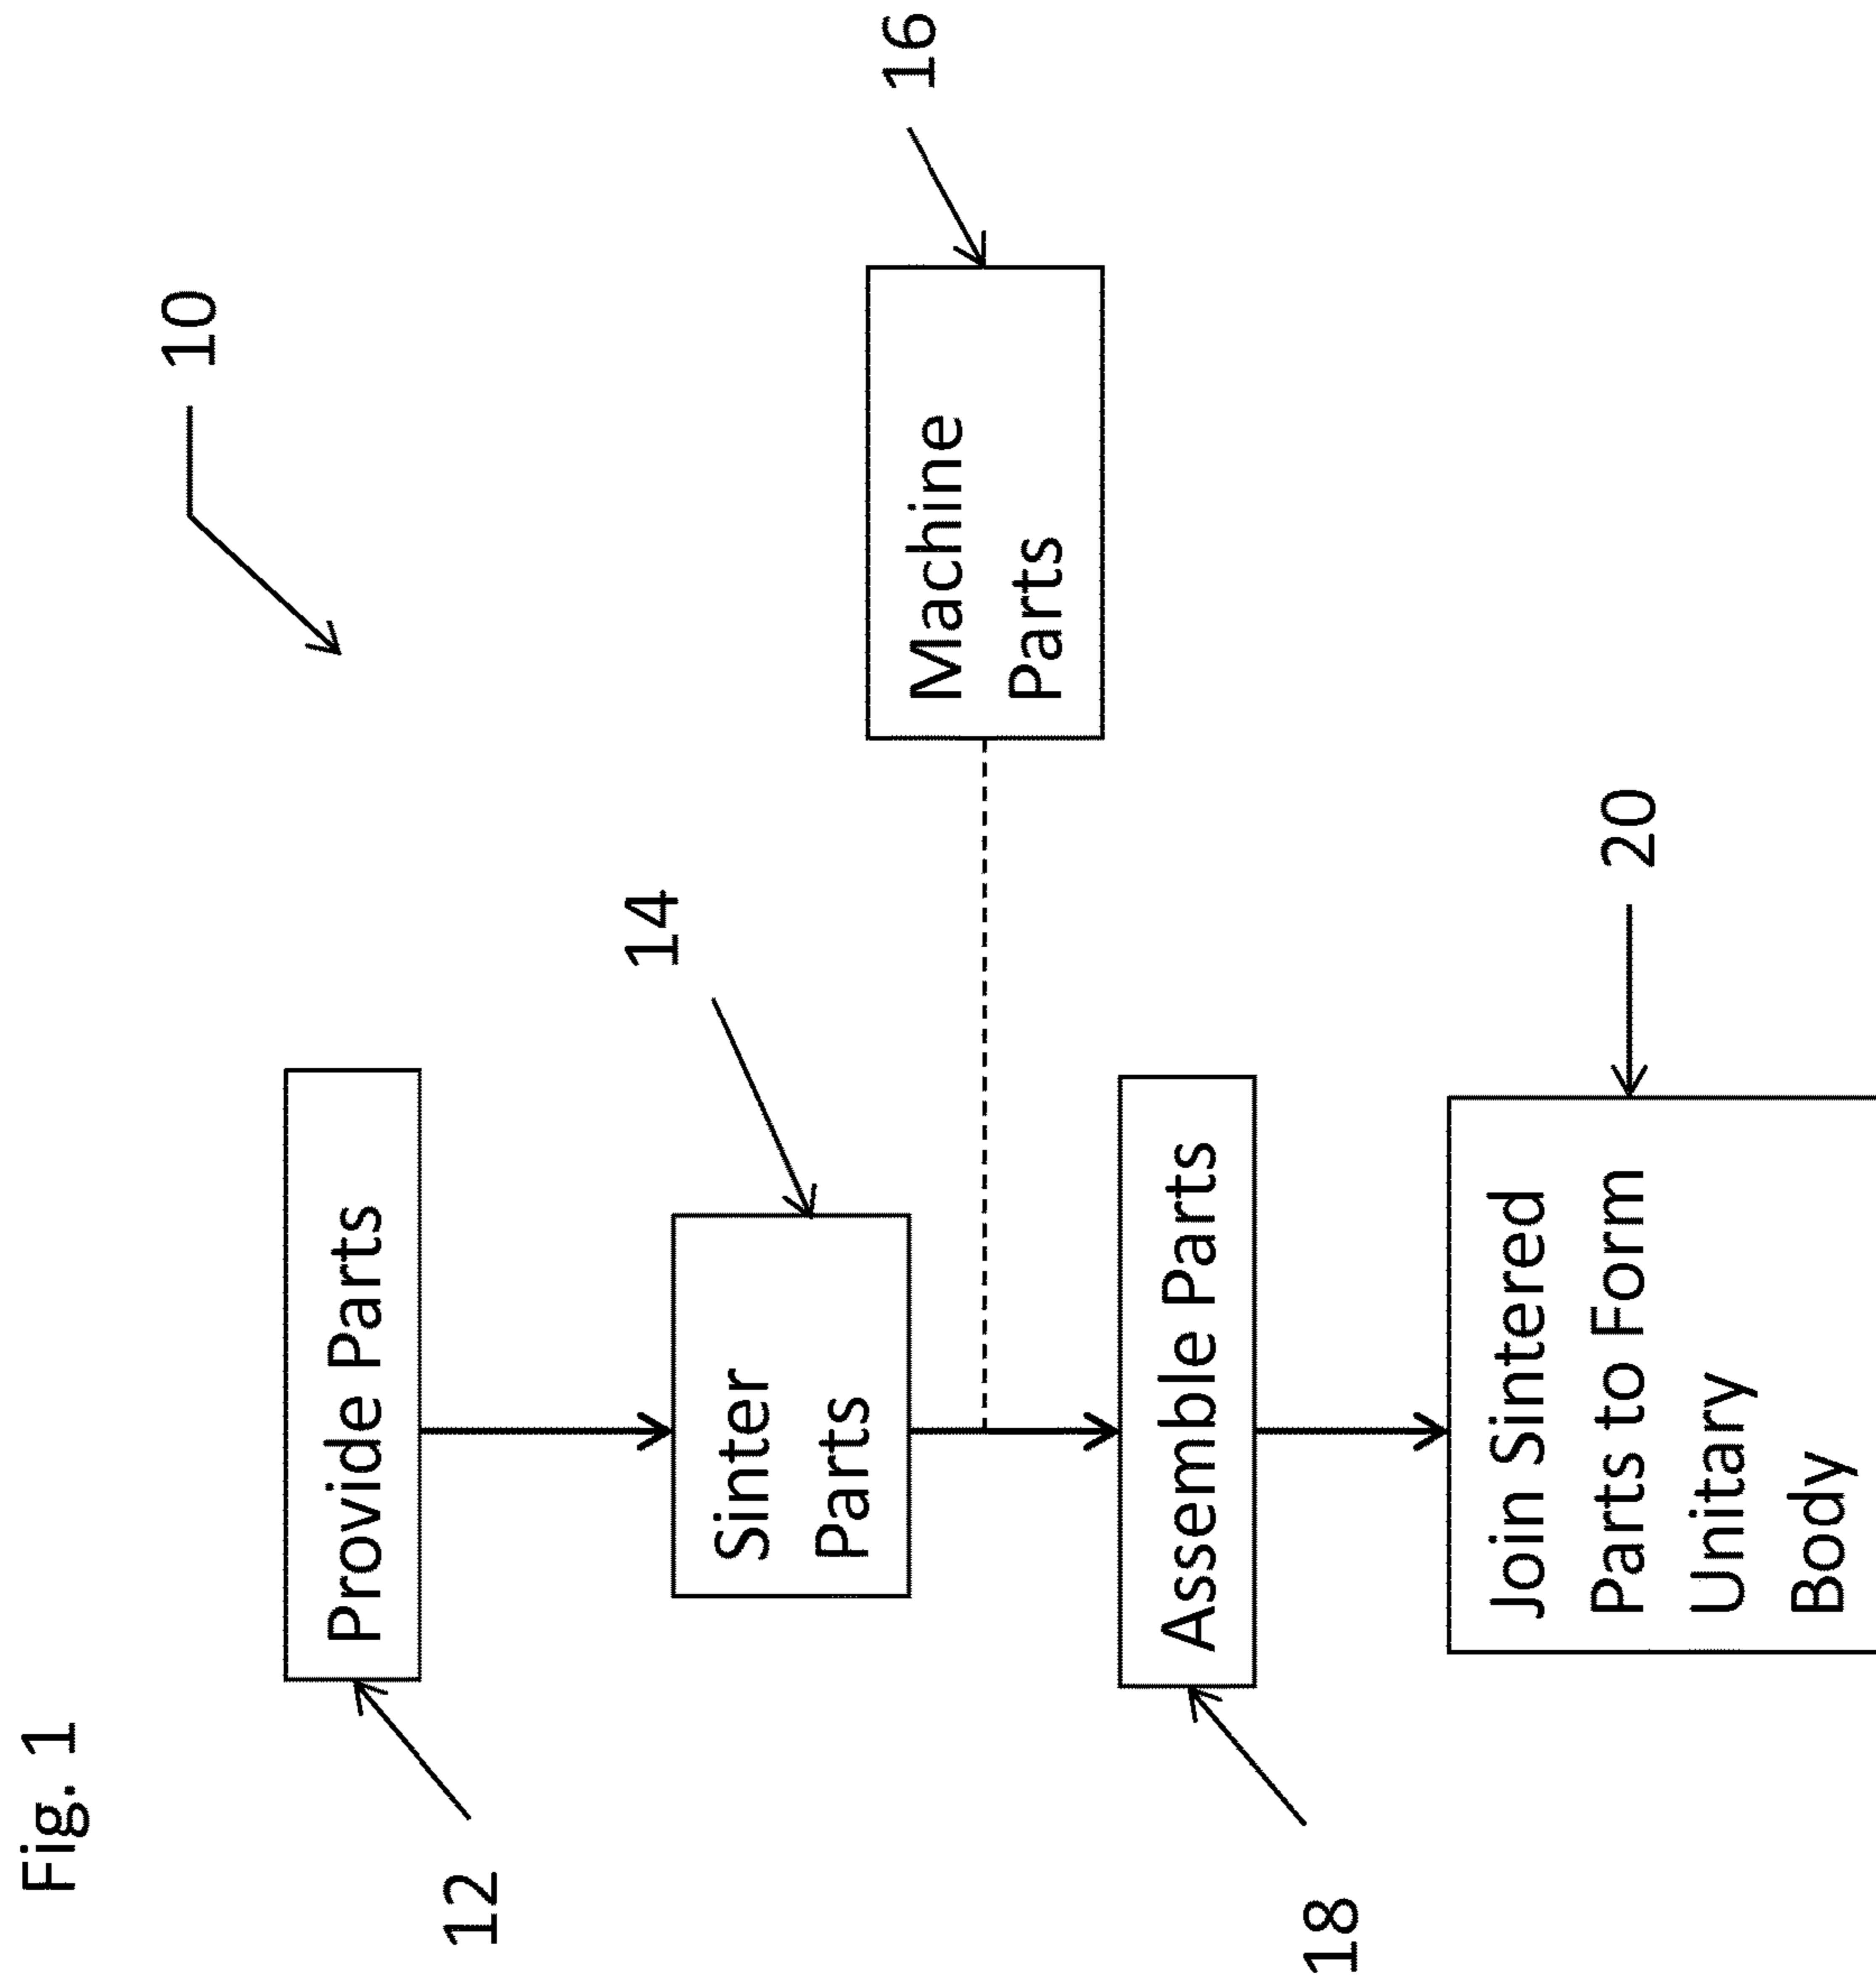 Fig. 1
10
12
Provide Parts
14
Sinter
Parts
16
Machine
Parts
18
Assemble Parts
20
Join Sintered
Parts to Form
Unitary
Body